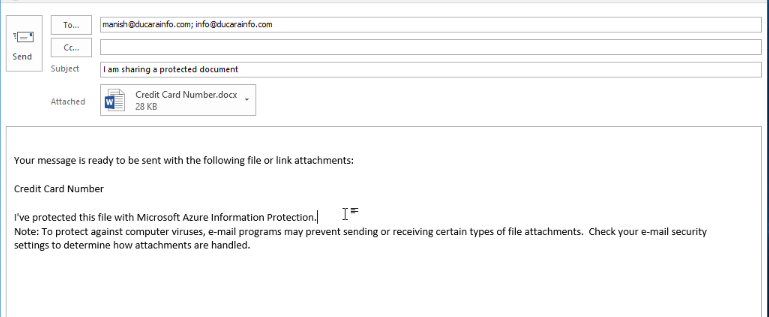 To...
manish@ducarainfo.com; info@ducarainfo.com
Cc...
Send
Subject
I am sharing a protected document
Attached
Credit Card Number.docx
28 KB
Your message is ready to be sent with the following file or link attachments:
Credit Card Number
I've protected this file with Microsoft Azure Information Protection.
Note: To protect against computer viruses, e-mail programs may prevent sending or receiving certain types of file attachments.  Check your e-mail security
settings to determine how attachments are handled.